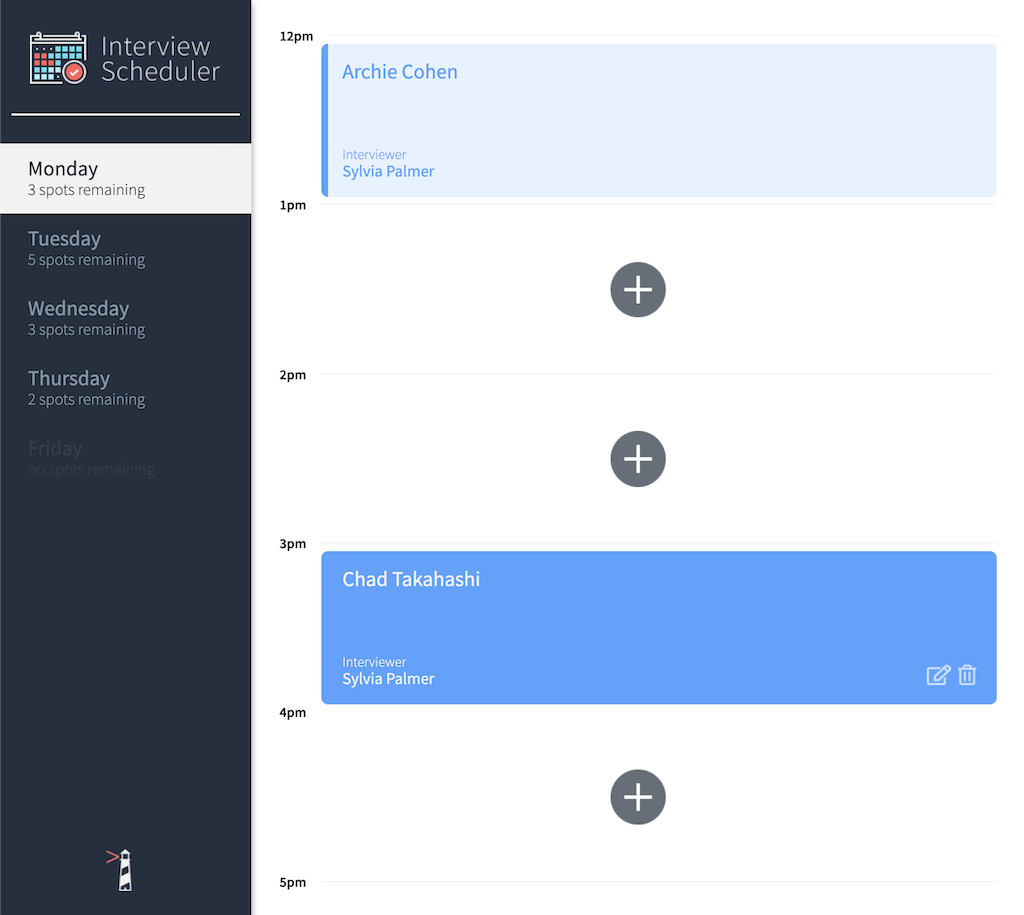 Interview
Scheduler
Monday
3 spots remaining
Tuesday
5 spots remaining
Wednesday
3 spots remaining
Thursday
2 spots remaining
Friday
no spots remaining
12pm
Archie Cohen
Interviewer
Sylvia Palmer
1pm
2pm
3pm
Chad Takahashi
Interviewer
Sylvia Palmer
4pm
5pm